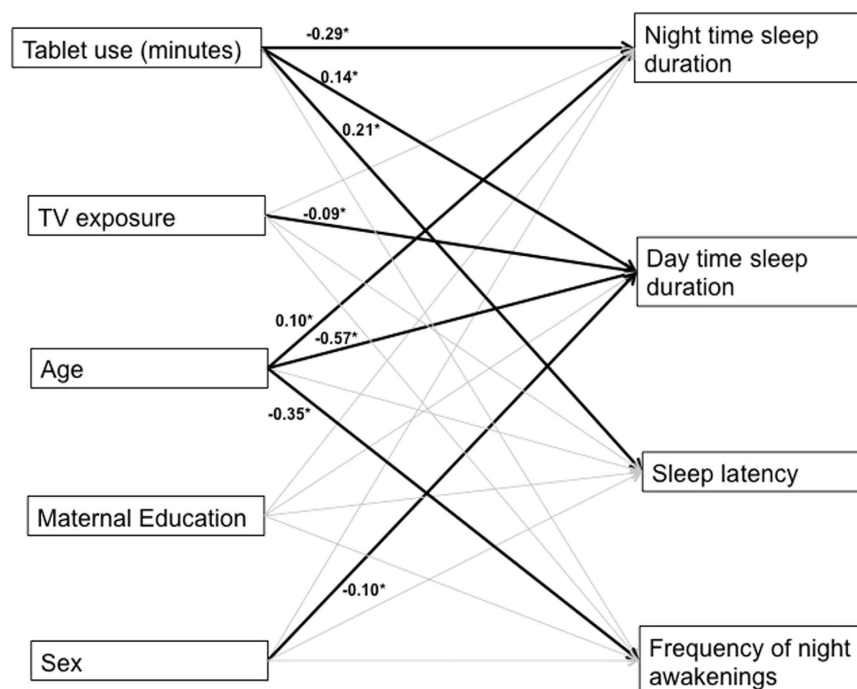 Tablet use (minutes)
TV exposure
Age
Maternal Education
Sex
-0.29*
0.14*
0.21*
-0.09*
0.10*
-0.57*
-0.35*
-0.10*
Night time sleep
duration
Day time sleep
duration
Sleep latency
Frequency of night
awakenings